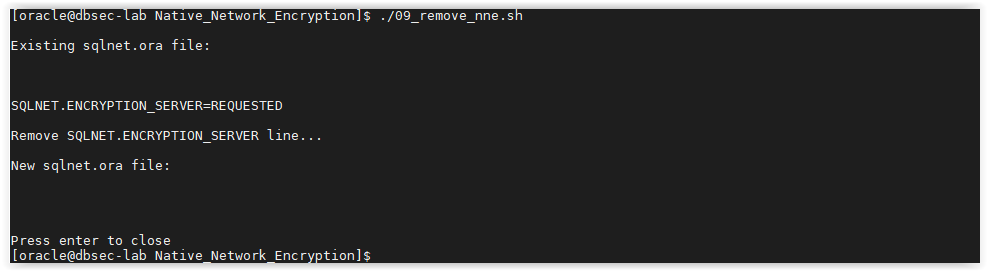 [oracle@dbsec-lab Native_Network_Encryption]$ ./09_remove_nne.sh
Existing sqlnet.ora file:
SQLNET.ENCRYPTION_SERVER=REQUESTED
Remove SQLNET.ENCRYPTION_SERVER line...
New sqlnet.ora file:
Press enter to close
[oracle@dbsec-lab Native_Network_Encryption]$